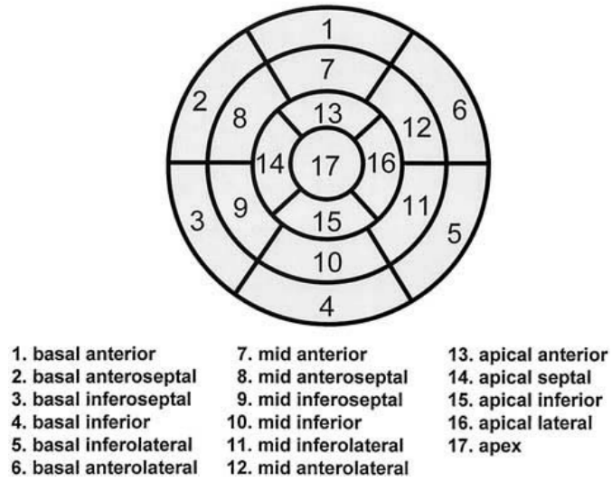 1
7
2
8
13
12
6
14
17
16
3
9
15
11
5
10
4
1. basal anterior
2. basal anteroseptal
3. basal inferoseptal
4. basal inferior
5. basal inferolateral
6. basal anterolateral
7. mid anterior
8. mid anteroseptal
9. mid inferoseptal
10. mid inferior
11. mid inferolateral
12. mid anterolateral
13. apical anterior
14. apical septal
15. apical inferior
16. apical lateral
17. apex